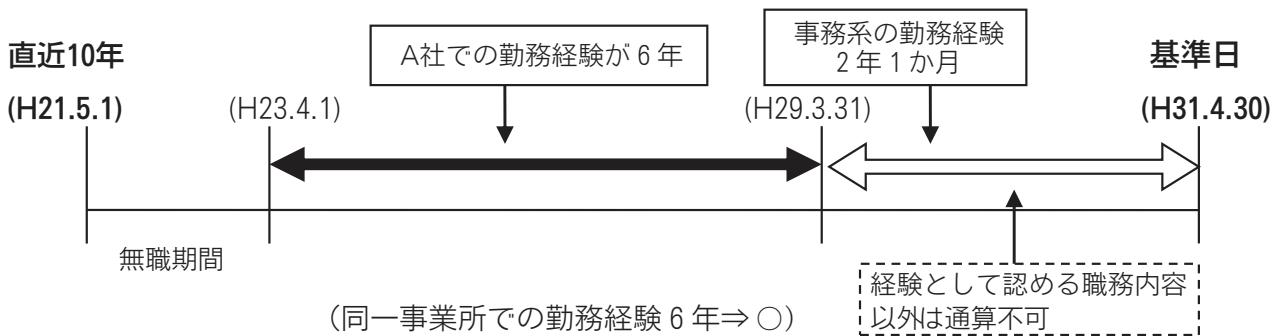 A社での勤務経験が6年
事務系の勤務経験
2年1か月
直近10年
基準日
(H21.5.1)
(H23.4.1)
(H29.3.31)
(H31.4.30)
無職期間
経験として認める職務内容
以外は通算不可
(同一事業所での勤務経験6年⇒○)